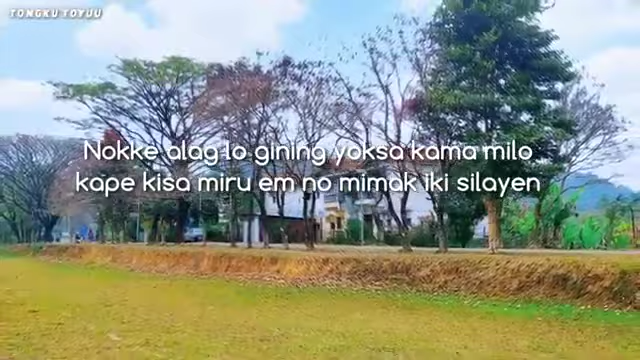 TONGKU TOYUU
Nokke alag lo gining yoksa kama milo
kape kisa miru em no mimak iki silayen